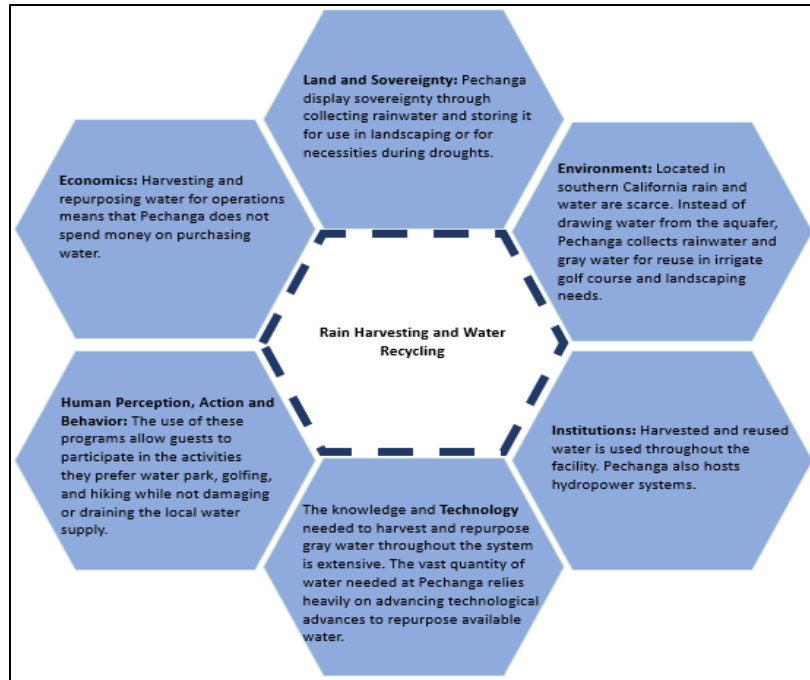 Land and Sovereignty: Pechanga
display sovereignty through
collecting rainwater and storing it
for use in landscaping or for
necessities during droughts.
Economics: Harvesting and
repurposing water for operations
means that Pechanga does not
spend money on purchasing
water.
Environment: Located in
southern California rain and
water are scarce. Instead of
drawing water from the aquafer,
Pechanga collects rainwater and
gray water for reuse in irrigate
golf course and landscaping
needs.
Rain Harvesting and Water
Recycling
Human Perception, Action and
Behavior: The use of these
programs allow guests to
participate in the activities
they prefer water park, golfing,
and hiking while not damaging
or draining the local water
supply.
Institutions: Harvested and reused
water is used throughout the
facility. Pechanga also hosts
hydropower systems.
The knowledge and Technology
needed to harvest and repurpose
gray water throughout the system
is extensive. The vast quantity of
water needed at Pechanga relies
heavily on advancing technological
advances to repurpose available
water.